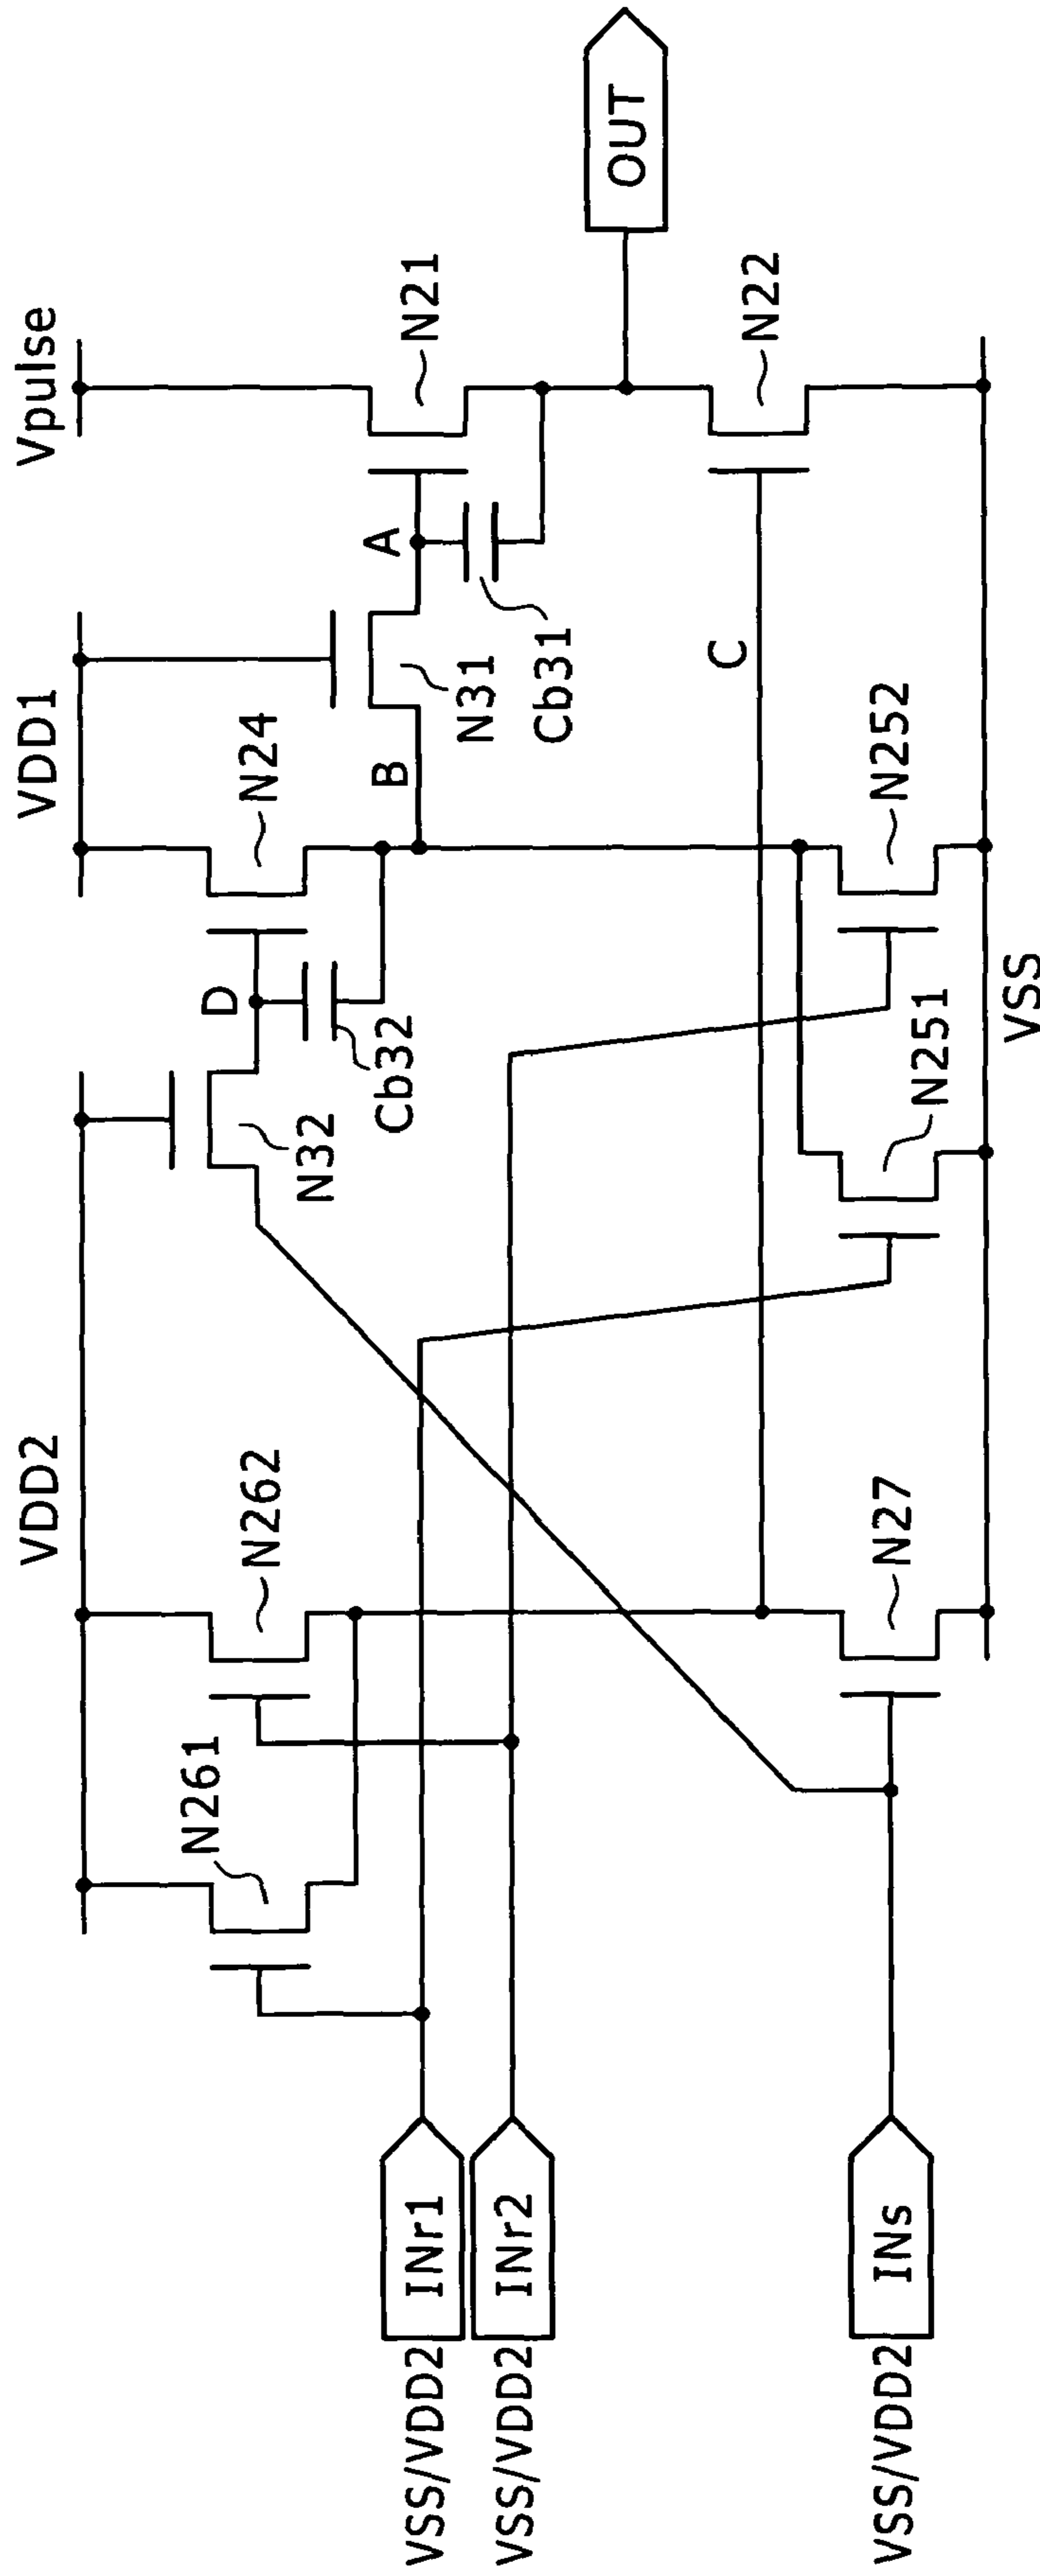 VDD2
VDD1
Vpulse
N261
N262
N32
D
Cb32
N24
B
N31
A
Cb31
N21
OUT
VSS/VDD2
INr1
VSS/VDD2
INr2
C
N22
VSS/VDD2
INs
N27
N251
N252
VSS